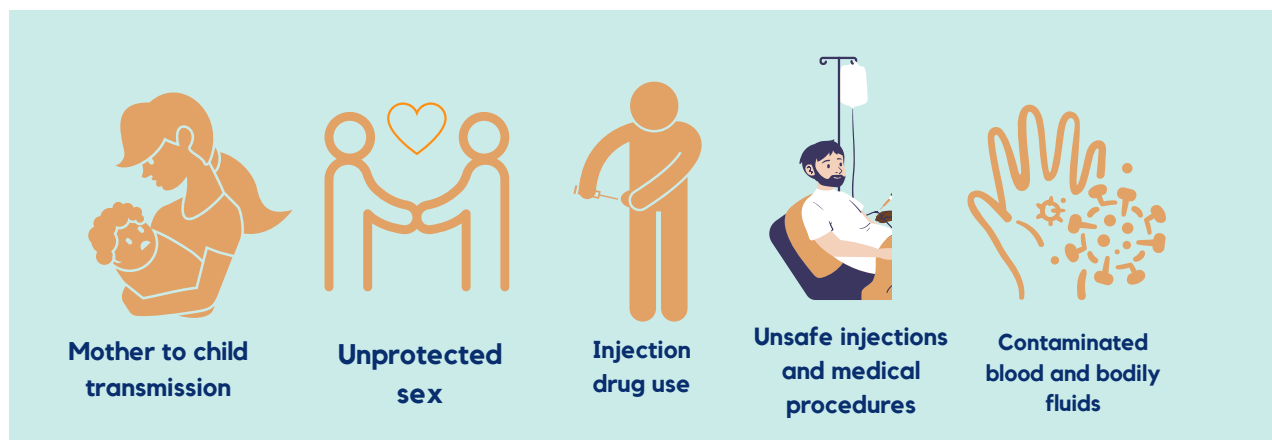 Mother to child
transmission
Unprotected
sex
Injection
drug use
Unsafe injections
and medical
procedures
Contaminated
blood and bodily
fluids